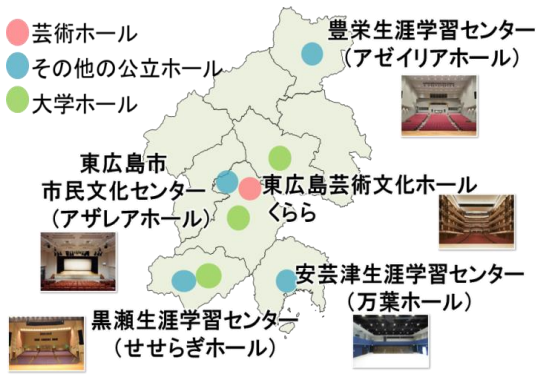 芸術ホール
その他の公立ホール
大学ホール
豊栄生涯学習センター
(アゼイリアホール)
東広島市
市民文化センター
(アザレアホール)
東広島芸術文化ホール
くらら
安芸津生涯学習センター
(万葉ホール)
黒瀬生涯学習センター
(せせらぎホール)